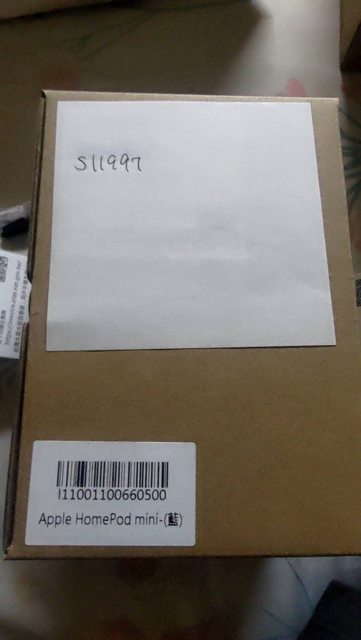 S11997
I11001100660500
Apple HomePod mini-(藍)